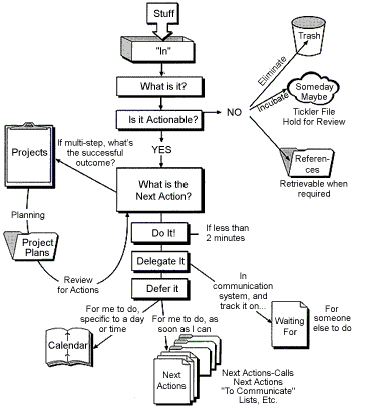 Stuff
"In"
Trash
Eliminate
What is it?
Someday
Maybe
Incubate
Tickler File
Hold for Review
Is it Actionable?
NO
YES
Projects
If multi-step, what's
the successful
outcome?
Referen-
ces
Retrievable when
required
What is the
Next Action?
Planning
Do It!
If less than
2 minutes
Project
Plans
Delegate It
Review
for Actions
Defer it
In
communication
system, and
track it on...
For me to do,
specific to a day
or time
For me to do, as
soon as I can
Waiting
For
For
someone
else to do
Calendar
Next
Actions
Next Actions-Calls
Next Actions
"To Communicate"
Lists, Etc.